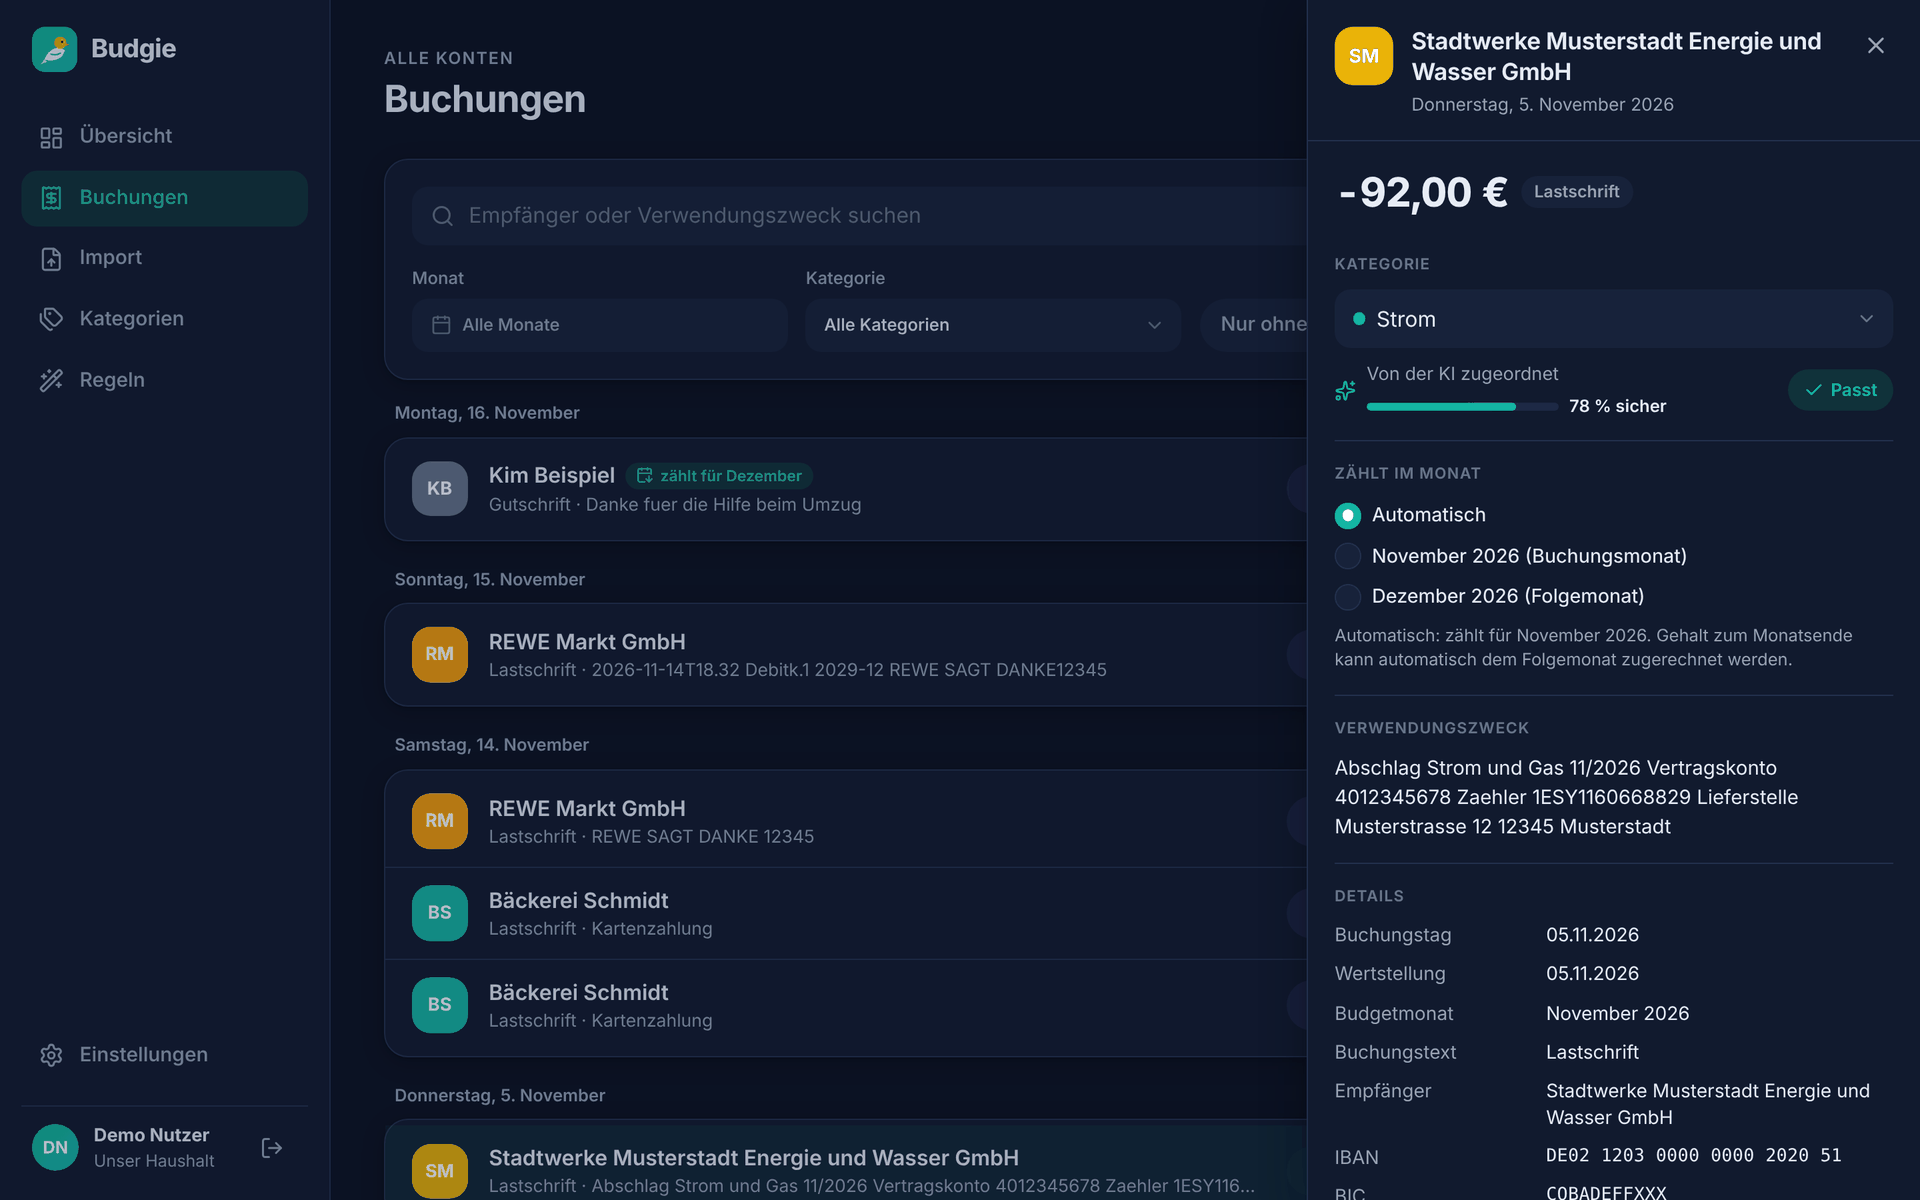 Budgie
Übersicht
Buchungen
Import
Kategorien
Regeln
Einstellungen
DN
Demo Nutzer
Unser Haushalt
ALLE KONTEN
Buchungen
Empfänger oder Verwendungszweck suchen
Monat
Kategorie
Alle Monate
Alle Kategorien
Nur ohne
Montag, 16. November
KB
Kim Beispiel
zählt für Dezember
Gutschrift · Danke fuer die Hilfe beim Umzug
Sonntag, 15. November
RM
REWE Markt GmbH
Lastschrift · 2026-11-14T18.32 Debitk.1 2029-12 REWE SAGT DANKE12345
Samstag, 14. November
RM
REWE Markt GmbH
Lastschrift · REWE SAGT DANKE 12345
BS
Bäckerei Schmidt
Lastschrift · Kartenzahlung
BS
Bäckerei Schmidt
Lastschrift · Kartenzahlung
Donnerstag, 5. November
SM
Stadtwerke Musterstadt Energie und Wasser GmbH
Lastschrift · Abschlag Strom und Gas 11/2026 Vertragskonto 4012345678 Zaehler 1ESY116...
SM
Stadtwerke Musterstadt Energie und
Wasser GmbH
Donnerstag, 5. November 2026
-92,00 €
Lastschrift
KATEGORIE
Strom
Von der KI zugeordnet
78 % sicher
Passt
ZÄHLT IM MONAT
Automatisch
November 2026 (Buchungsmonat)
Dezember 2026 (Folgemonat)
Automatisch: zählt für November 2026. Gehalt zum Monatsende
kann automatisch dem Folgemonat zugerechnet werden.
VERWENDUNGSZWECK
Abschlag Strom und Gas 11/2026 Vertragskonto
4012345678 Zaehler 1ESY1160668829 Lieferstelle
Musterstrasse 12 12345 Musterstadt
DETAILS
Buchungstag 05.11.2026
Wertstellung 05.11.2026
Budgetmonat November 2026
Buchungstext Lastschrift
Empfänger Stadtwerke Musterstadt Energie und
Wasser GmbH
IBAN DE02 1203 0000 0000 2020 51
BIC COBADEFFXXX